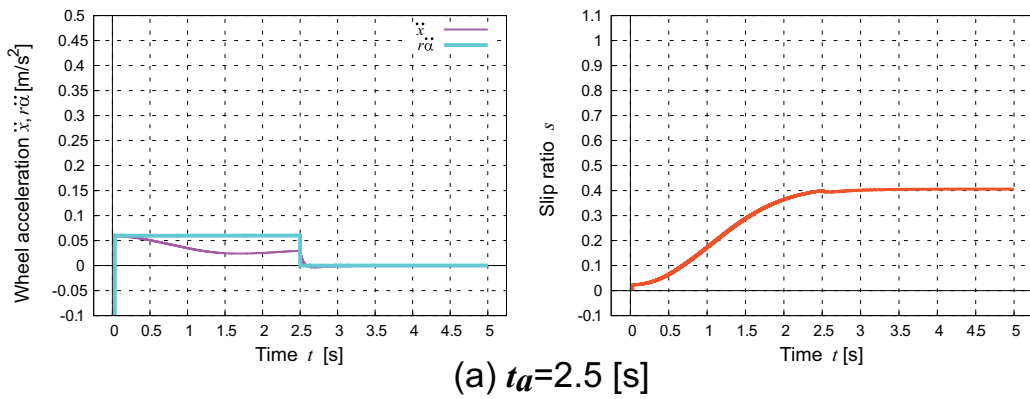 0.5
0.45
0.4
0.35
0.3
0.25
0.2
0.15
0.1
0.05
0
-0.05
-0.1
0 0.5 1 1.5 2 2.5 3 3.5 4 4.5 5
Wheel acceleration ẍ, rα̈ [m/s²]
Time t [s]
ẍ
rα̈
1.1
1
0.9
0.8
0.7
0.6
0.5
0.4
0.3
0.2
0.1
0
-0.1
0 0.5 1 1.5 2 2.5 3 3.5 4 4.5 5
Slip ratio s
Time t [s]
(a) ta=2.5 [s]